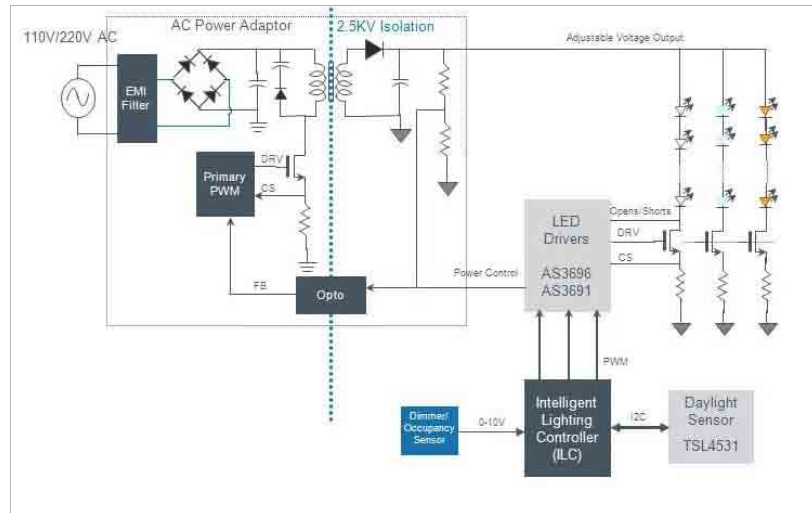 AC Power Adaptor
2.5KV Isolation
110V/220V AC
Adjustable Voltage Output
EMI
Filter
Primary
PWM
DRV
CS
FB
Opto
Power Control
LED
Drivers
AS3696
AS3691
Opens/Shorts
DRV
CS
PWM
Dimmer/
Occupancy
Sensor
0-10V
Intelligent
Lighting
Controller
(ILC)
I2C
Daylight
Sensor
TSL4531